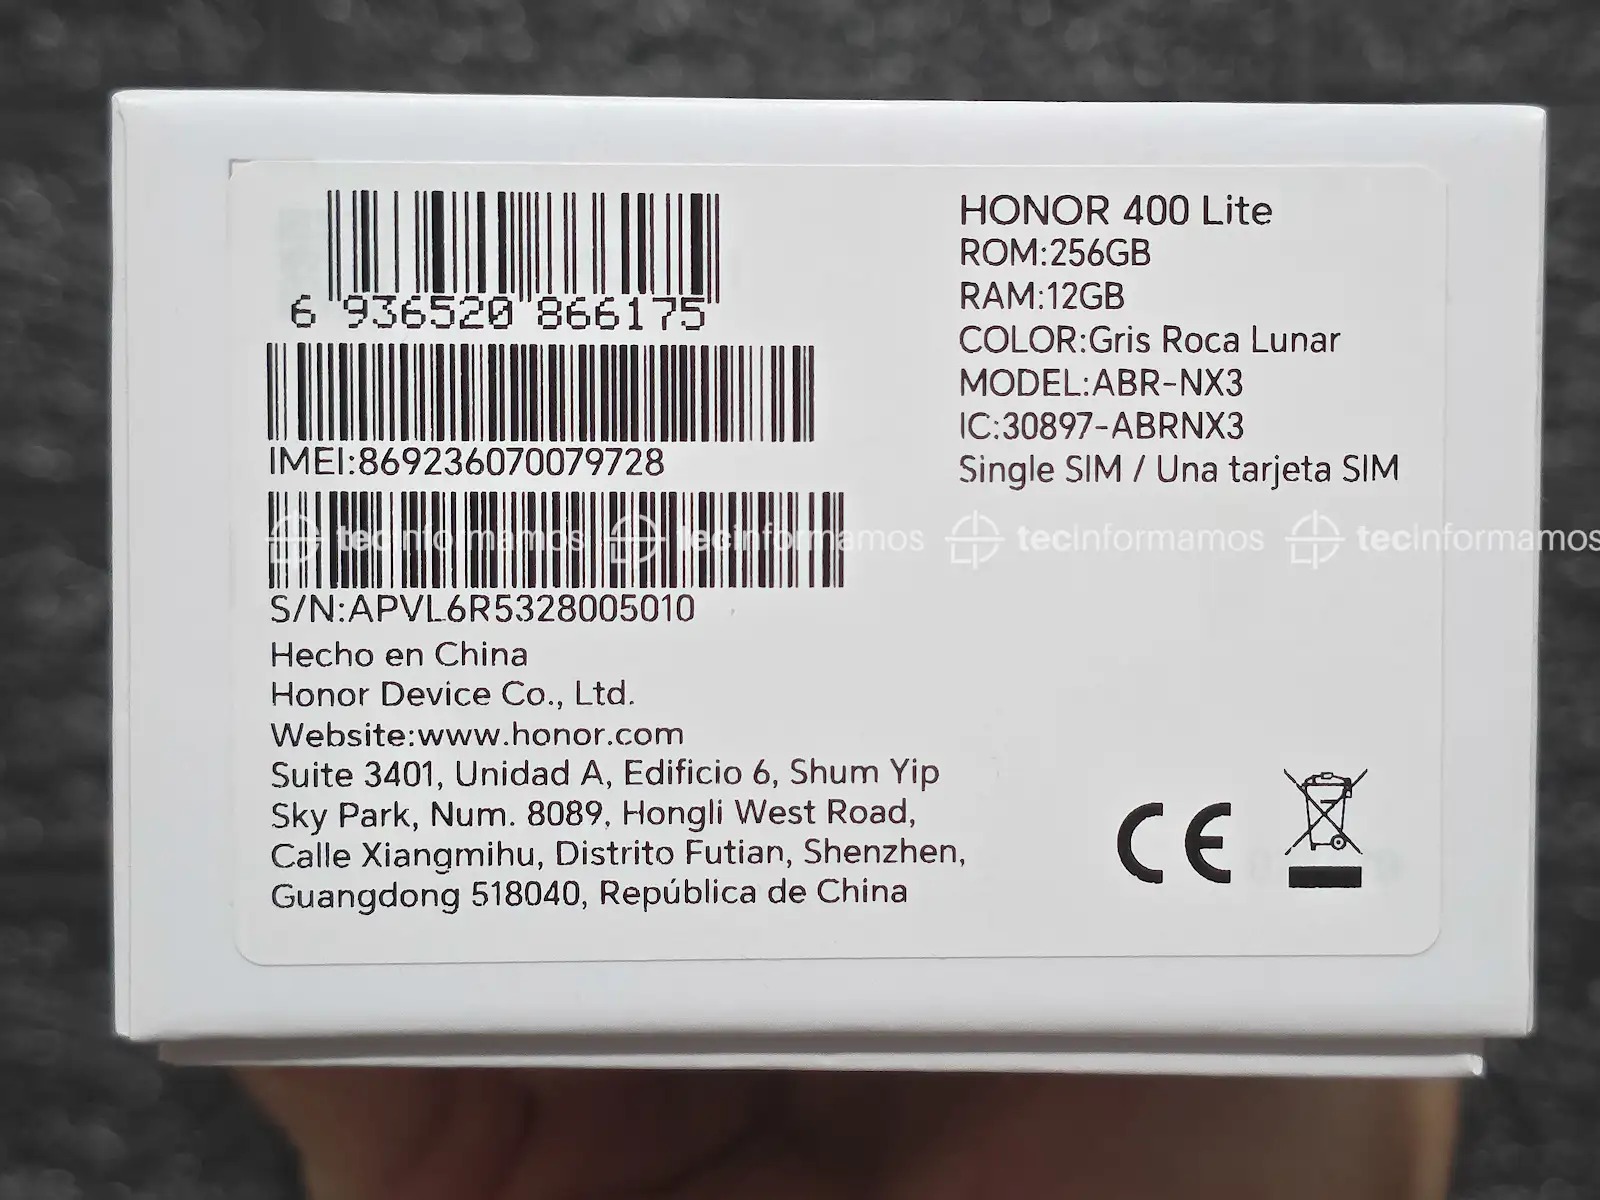 6 936520 866175
IMEI:869236070079728
S/N:APVL6R5328005010
Hecho en China
Honor Device Co., Ltd.
Website:www.honor.com
Suite 3401, Unidad A, Edificio 6, Shum Yip
Sky Park, Num. 8089, Hongli West Road,
Calle Xiangmihu, Distrito Futian, Shenzhen,
Guangdong 518040, República de China
HONOR 400 Lite
ROM:256GB
RAM:12GB
COLOR:Gris Roca Lunar
MODEL:ABR-NX3
IC:30897-ABRNX3
Single SIM / Una tarjeta SIM
tecinformamos tecinformamos tecinformamos tecinformamos
CE